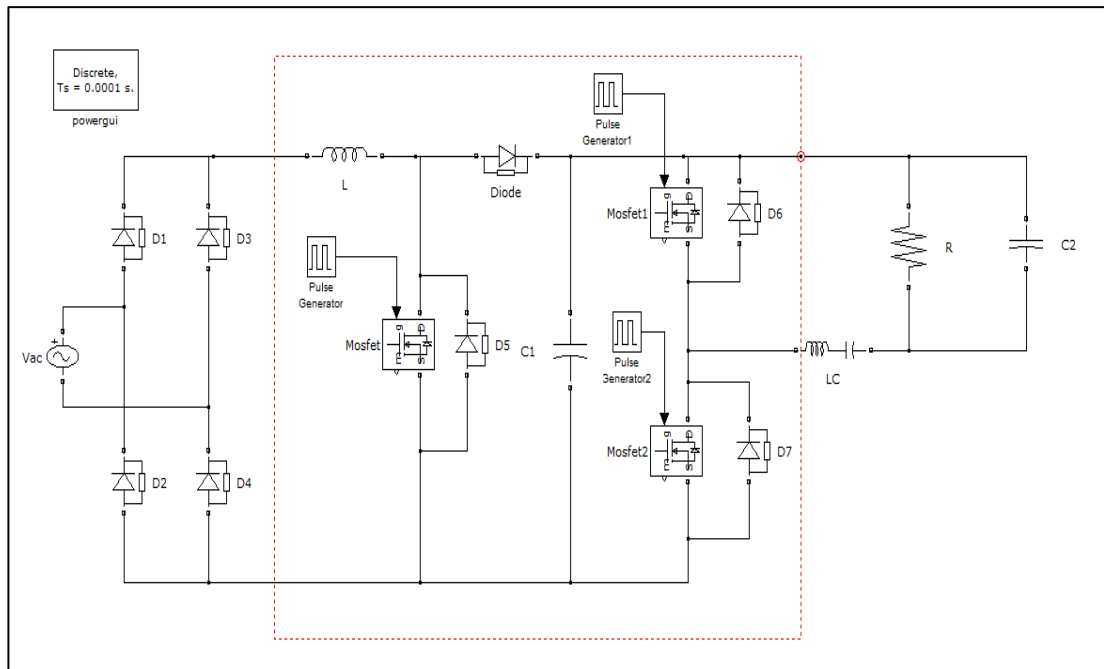 Discrete,
Ts = 0.0001 s.
powergui
Pulse
Generator1
L
Diode
Mosfet1
g
D
m
s
D6
D1
D3
R
C2
Pulse
Generator
Mosfet
g
D
m
s
D5
C1
Pulse
Generator2
+
Vac
LC
Mosfet2
g
D
m
s
D7
D2
D4